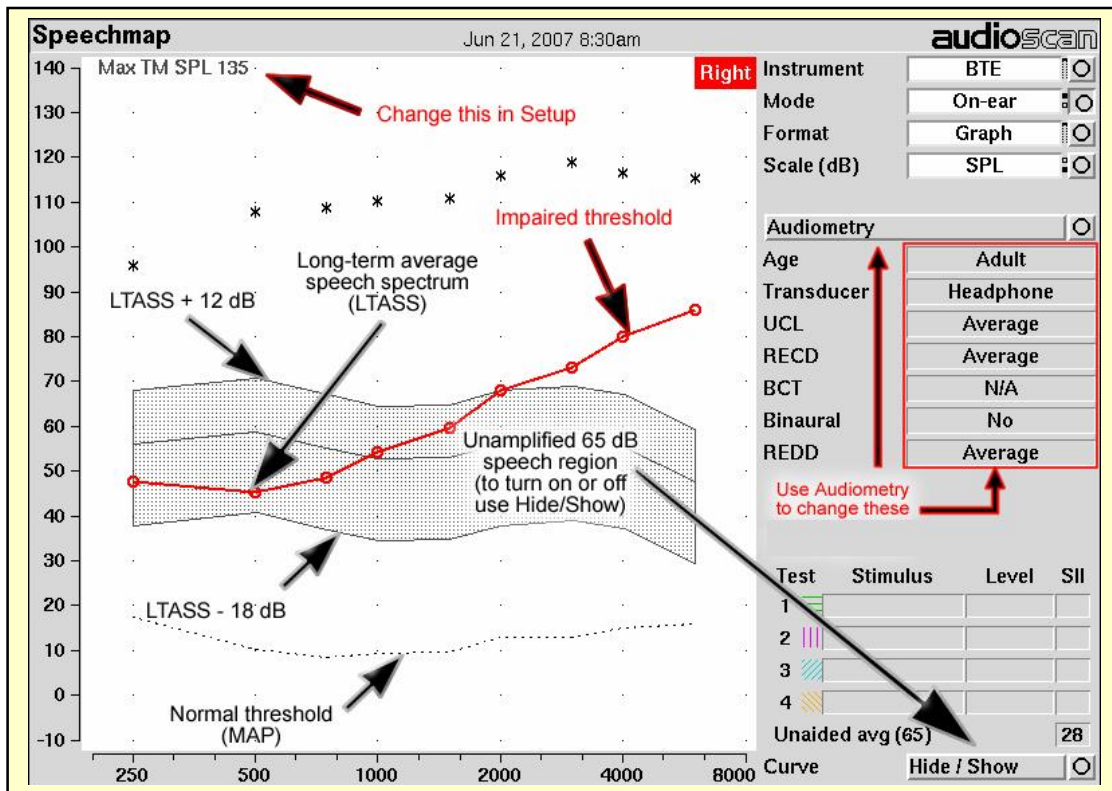 Speechmap Jun 21, 2007 8:30am audioscan
140 Max TM SPL 135 Right Instrument BTE
130 Change this in Setup Mode On-ear
120 Format Graph
Scale (dB) SPL
110
Impaired threshold
Audiometry
100
Long-term average
speech spectrum
(LTASS)
Age Adult
90
LTASS + 12 dB
Transducer Headphone
UCL Average
80
RECD Average
70
BCT N/A
60
Unamplified 65 dB
speech region
(to turn on or off
use Hide/Show)
Binaural No
50
REDD Average
Use Audiometry
to change these
40
30
Test Stimulus Level SII
20
LTASS - 18 dB
1
10
2
0
3
Normal threshold
(MAP)
4
-10
Unaided avg (65) 28
250 500 1000 2000 4000 8000
Curve Hide / Show